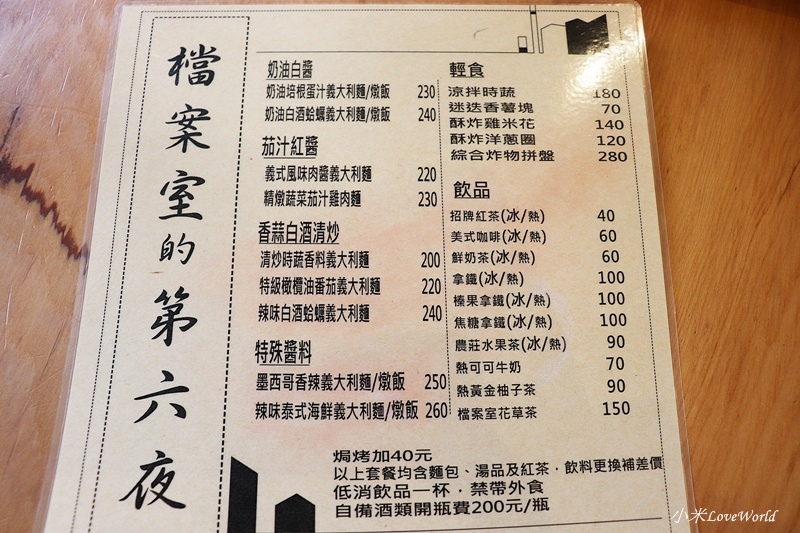 檔案室的第六夜
奶油白醬
奶油培根蛋汁義大利麵/燉飯 230
奶油白酒蛤蠣義大利麵/燉飯 240
茄汁紅醬
義式風味肉醬義大利麵 220
精燉蔬菜茄汁雞肉麵 230
香蒜白酒清炒
清炒時蔬香料義大利麵 200
特級橄欖油番茄義大利麵 220
辣味白酒蛤蠣義大利麵 240
特殊醬料
墨西哥香辣義大利麵/燉飯 250
辣味泰式海鮮義大利麵/燉飯 260
輕食
涼拌時蔬 180
迷迭香薯塊 70
酥炸雞米花 140
酥炸洋蔥圈 120
綜合炸物拼盤 280
飲品
招牌紅茶(冰/熱) 40
美式咖啡(冰/熱) 60
鮮奶茶(冰/熱) 60
拿鐵(冰/熱) 100
榛果拿鐵(冰/熱) 100
焦糖拿鐵(冰/熱) 100
農莊水果茶(冰/熱) 90
熱可可牛奶 70
熱黃金柚子茶 90
檔案室花草茶 150
焗烤加40元
以上套餐均含麵包、湯品及紅茶，飲料更換補差價
低消飲品一杯，禁帶外食
自備酒類開瓶費200元/瓶
小米LoveWorld